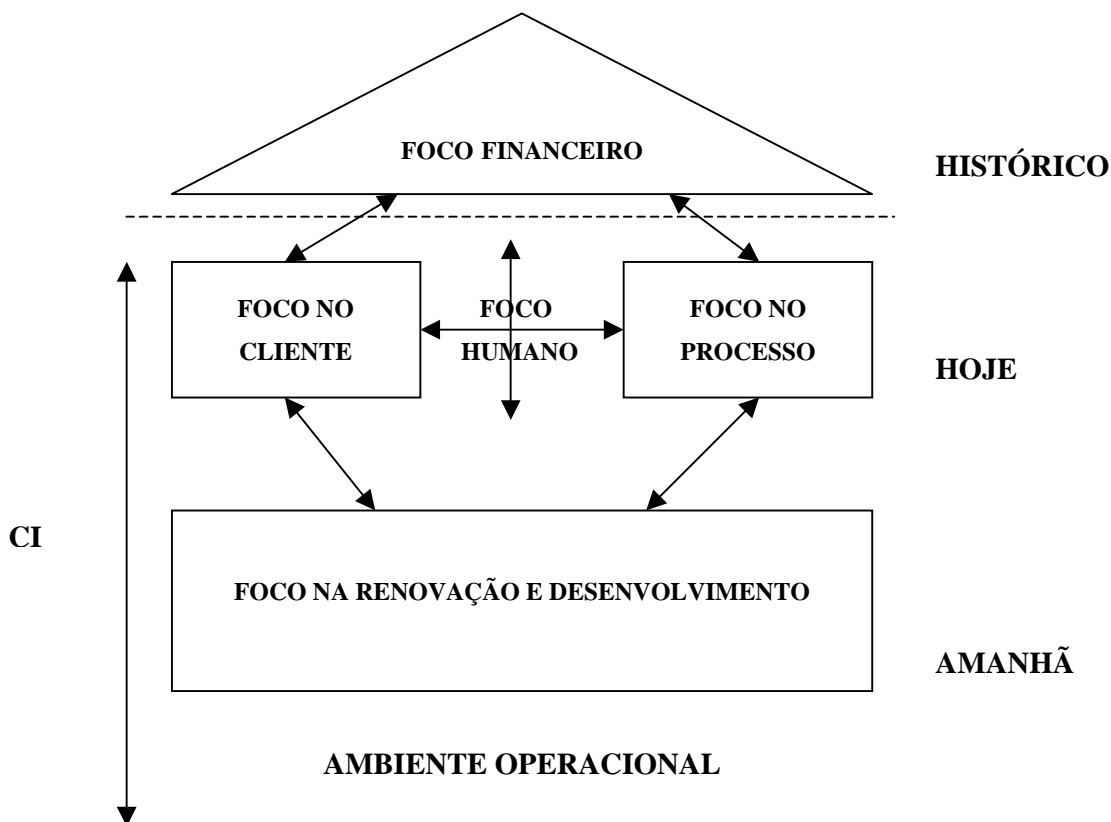 FOCO FINANCEIRO
HISTÓRICO
FOCO NO
CLIENTE
FOCO
HUMANO
FOCO NO
PROCESSO
HOJE
CI
FOCO NA RENOVAÇÃO E DESENVOLVIMENTO
AMANHÃ
AMBIENTE OPERACIONAL